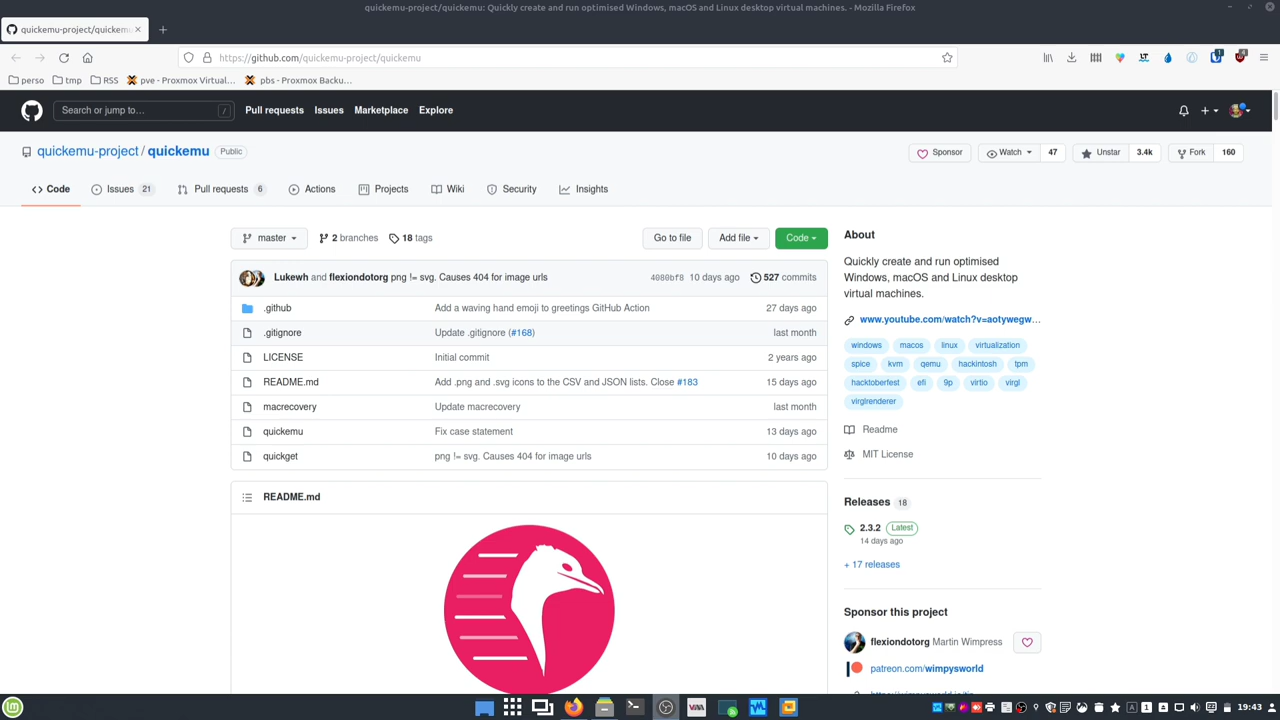 quickemu-project/quickemu: Quickly create and run optimised Windows, macOS and Linux desktop virtual machines. - Mozilla Firefox
quickemu-project/quickemu
https://github.com/quickemu-project/quickemu
perso tmp RSS pve - Proxmox Virtual… pbs - Proxmox Backu…
Search or jump to… / Pull requests Issues Marketplace Explore
quickemu-project / quickemu Public Sponsor Watch 47 Unstar 3.4k Fork 160
Code Issues 21 Pull requests 6 Actions Projects Wiki Security Insights
master 2 branches 18 tags Go to file Add file Code
Lukewh and flexiondotorg png != svg. Causes 404 for image urls 4080bf8 10 days ago 527 commits
.github Add a waving hand emoji to greetings GitHub Action 27 days ago
.gitignore Update .gitignore (#168) last month
LICENSE Initial commit 2 years ago
README.md Add .png and .svg icons to the CSV and JSON lists. Close #183 15 days ago
macrecovery Update macrecovery last month
quickemu Fix case statement 13 days ago
quickget png != svg. Causes 404 for image urls 10 days ago
README.md
About
Quickly create and run optimised
Windows, macOS and Linux desktop
virtual machines.
www.youtube.com/watch?v=aotywegw…
windows macos linux virtualization
spice kvm qemu hackintosh tpm
hacktoberfest efi 9p virtio virgl
virglrenderer
Readme
MIT License
Releases 18
2.3.2 Latest
14 days ago
+ 17 releases
Sponsor this project
flexiondotorg Martin Wimpress
patreon.com/wimpysworld
19:43